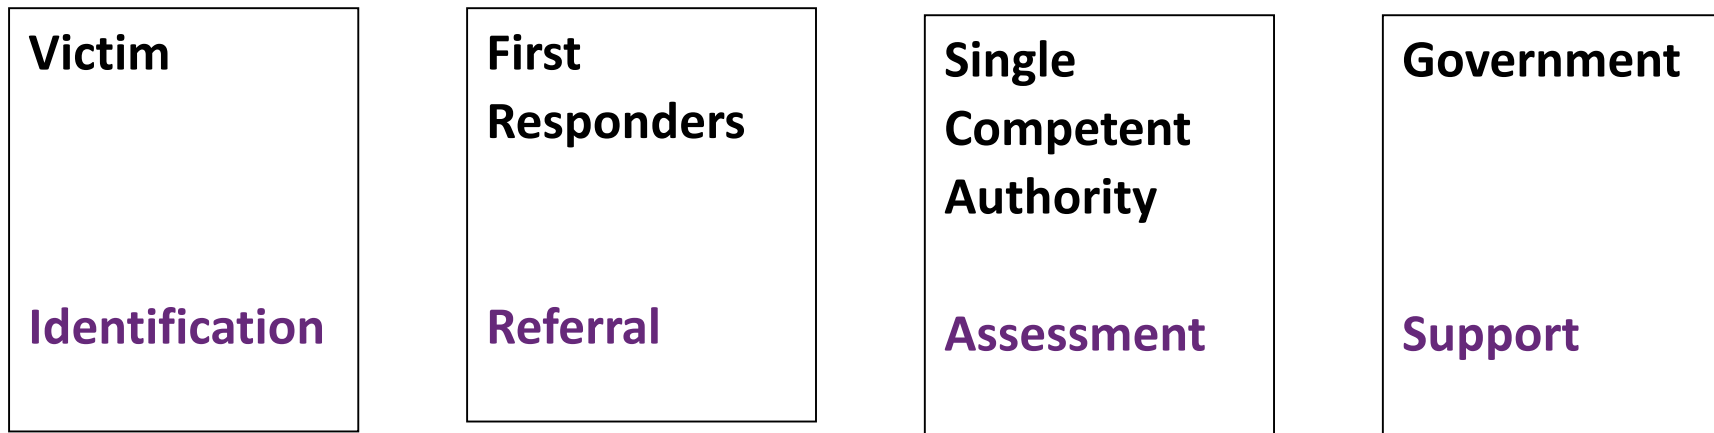 Victim
Identification
First
Responders
Referral
Single
Competent
Authority
Assessment
Government
Support